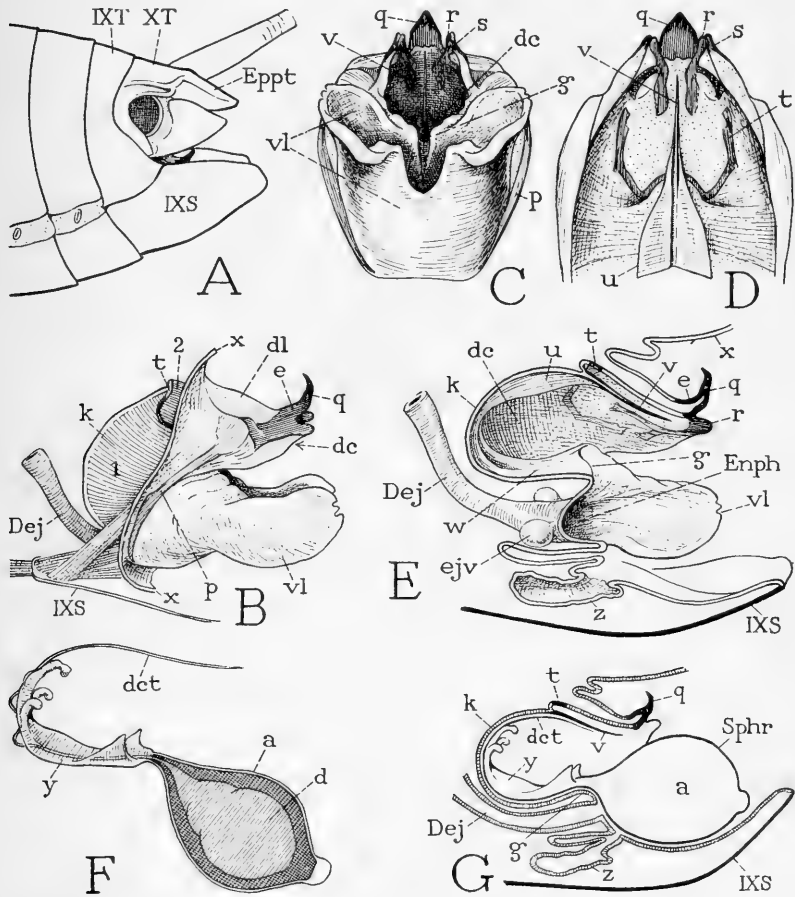 IXT XT
Eppt
IXS
A
q r
v s
dc
g
vl
p
C
q r
v s
t
u
D
x
2 dl
t e
q
k
1
dc
Dej
p
vl
x
IXS
B
x
t
u v e
dc q
k r
g Enph
Dej
w vl
ejv
z
IXS
E
dct
a
d
y
F
t q
k
dct v Sphr
y
a
Dej
g
z
IXS
G